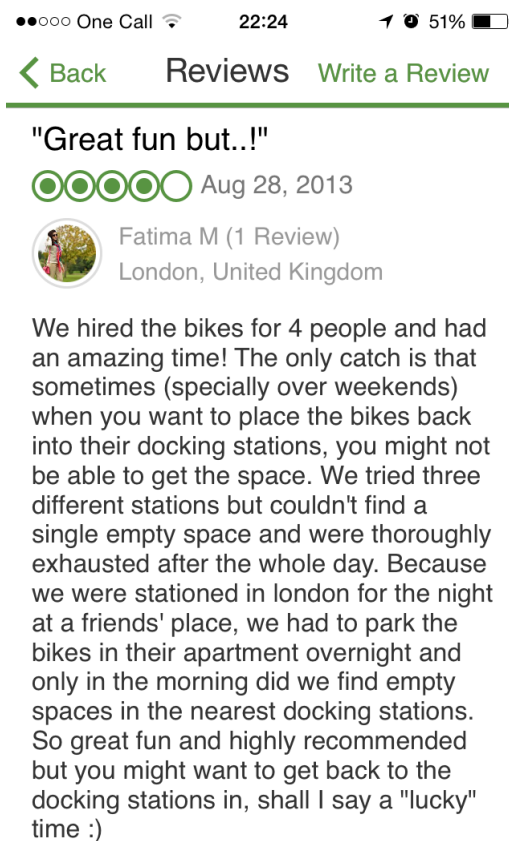 One Call 22:24 51%
Back Reviews Write a Review
"Great fun but..!"
Aug 28, 2013
Fatima M (1 Review)
London, United Kingdom
We hired the bikes for 4 people and had
an amazing time! The only catch is that
sometimes (specially over weekends)
when you want to place the bikes back
into their docking stations, you might not
be able to get the space. We tried three
different stations but couldn't find a
single empty space and were thoroughly
exhausted after the whole day. Because
we were stationed in london for the night
at a friends' place, we had to park the
bikes in their apartment overnight and
only in the morning did we find empty
spaces in the nearest docking stations.
So great fun and highly recommended
but you might want to get back to the
docking stations in, shall I say a "lucky"
time :)